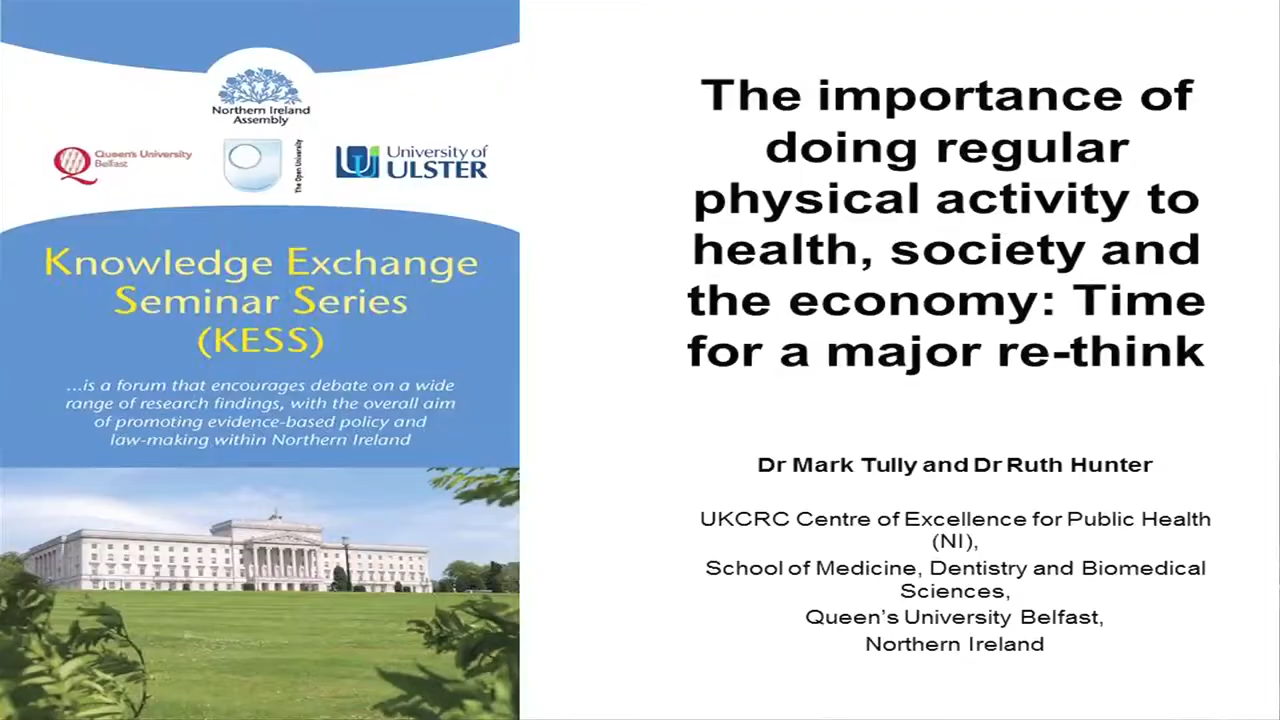 Northern Ireland
Assembly
Queen's University
Belfast
The Open University
University of
ULSTER
Knowledge Exchange
Seminar Series
(KESS)
...is a forum that encourages debate on a wide
range of research findings, with the overall aim
of promoting evidence-based policy and
law-making within Northern Ireland
The importance of
doing regular
physical activity to
health, society and
the economy: Time
for a major re-think
Dr Mark Tully and Dr Ruth Hunter
UKCRC Centre of Excellence for Public Health
(NI),
School of Medicine, Dentistry and Biomedical
Sciences,
Queen's University Belfast,
Northern Ireland